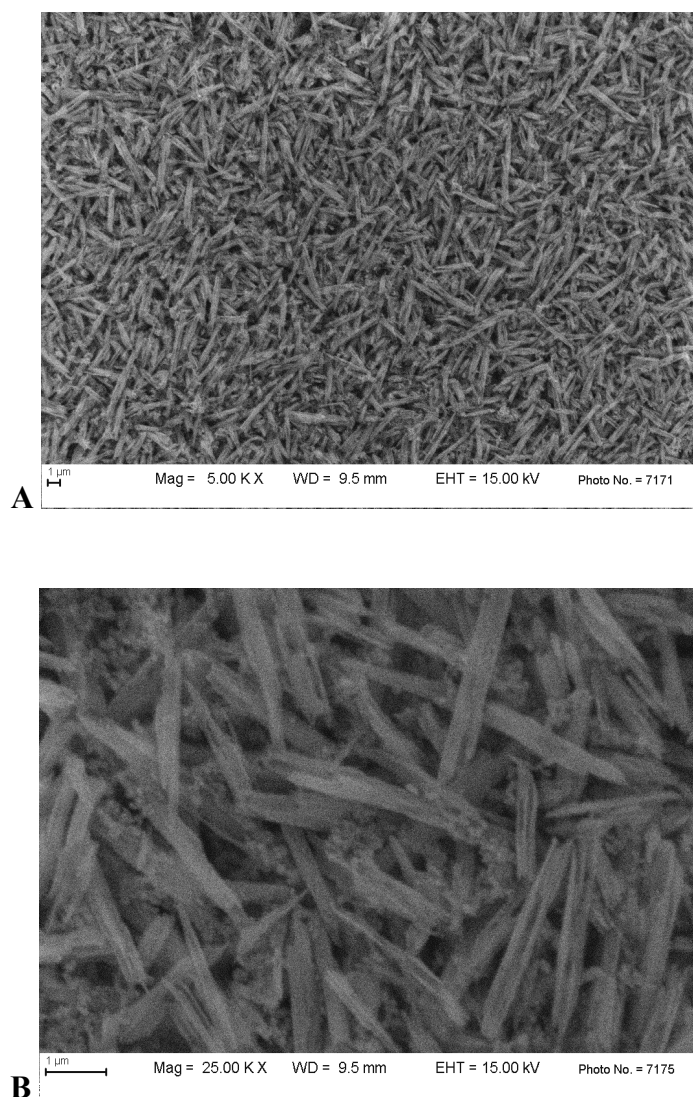 1 µm
Mag = 5.00 K X WD = 9.5 mm EHT = 15.00 kV Photo No. = 7171
A
1 µm
Mag = 25.00 K X WD = 9.5 mm EHT = 15.00 kV Photo No. = 7175
B